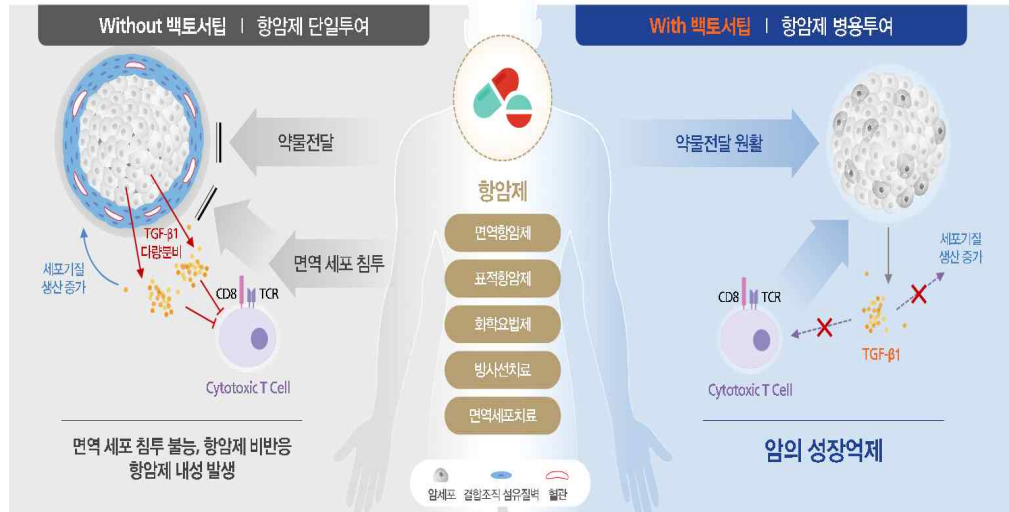 Without 백토서팁 | 항암제 단일투여
With 백토서팁 | 항암제 병용투여
약물전달
TGF-β1
다량분비
세포기질
생산 증가
면역 세포 침투
CD8
TCR
Cytotoxic T Cell
면역 세포 침투 불능, 항암제 비반응
항암제 내성 발생
항암제
면역항암제
표적항암제
화학요법제
방사선치료
면역세포치료
암세포
결합조직 섬유질벽
혈관
약물전달 원활
세포기질
생산 증가
CD8
TCR
TGF-β1
Cytotoxic T Cell
암의 성장억제